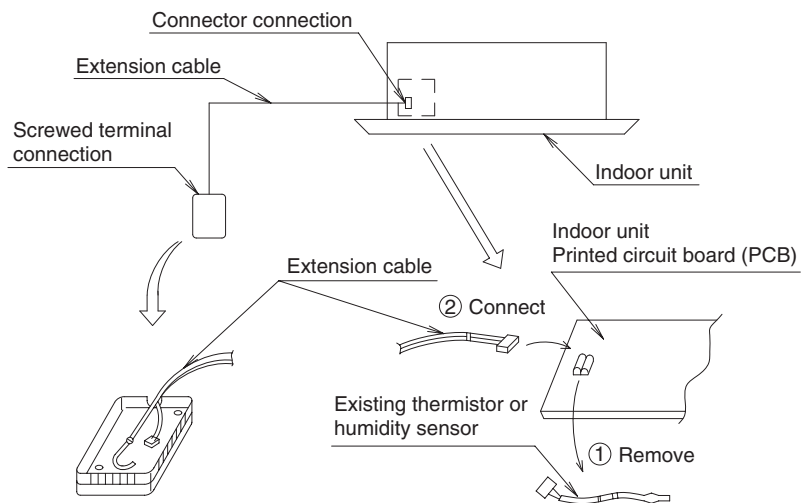 Connector connection
Extension cable
Screwed terminal
connection
Indoor unit
Indoor unit
Printed circuit board (PCB)
Extension cable
② Connect
Existing thermistor or
humidity sensor
① Remove